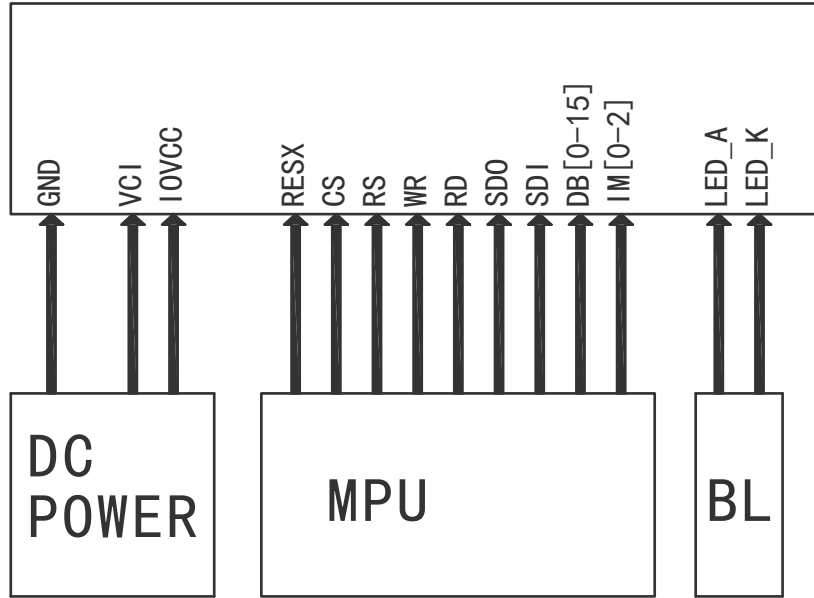 GND
VCI
IOVCC
RESX
CS
RS
WR
RD
SDO
SDI
DB[0-15]
IM[0-2]
LED_A
LED_K
DC
POWER
MPU
BL